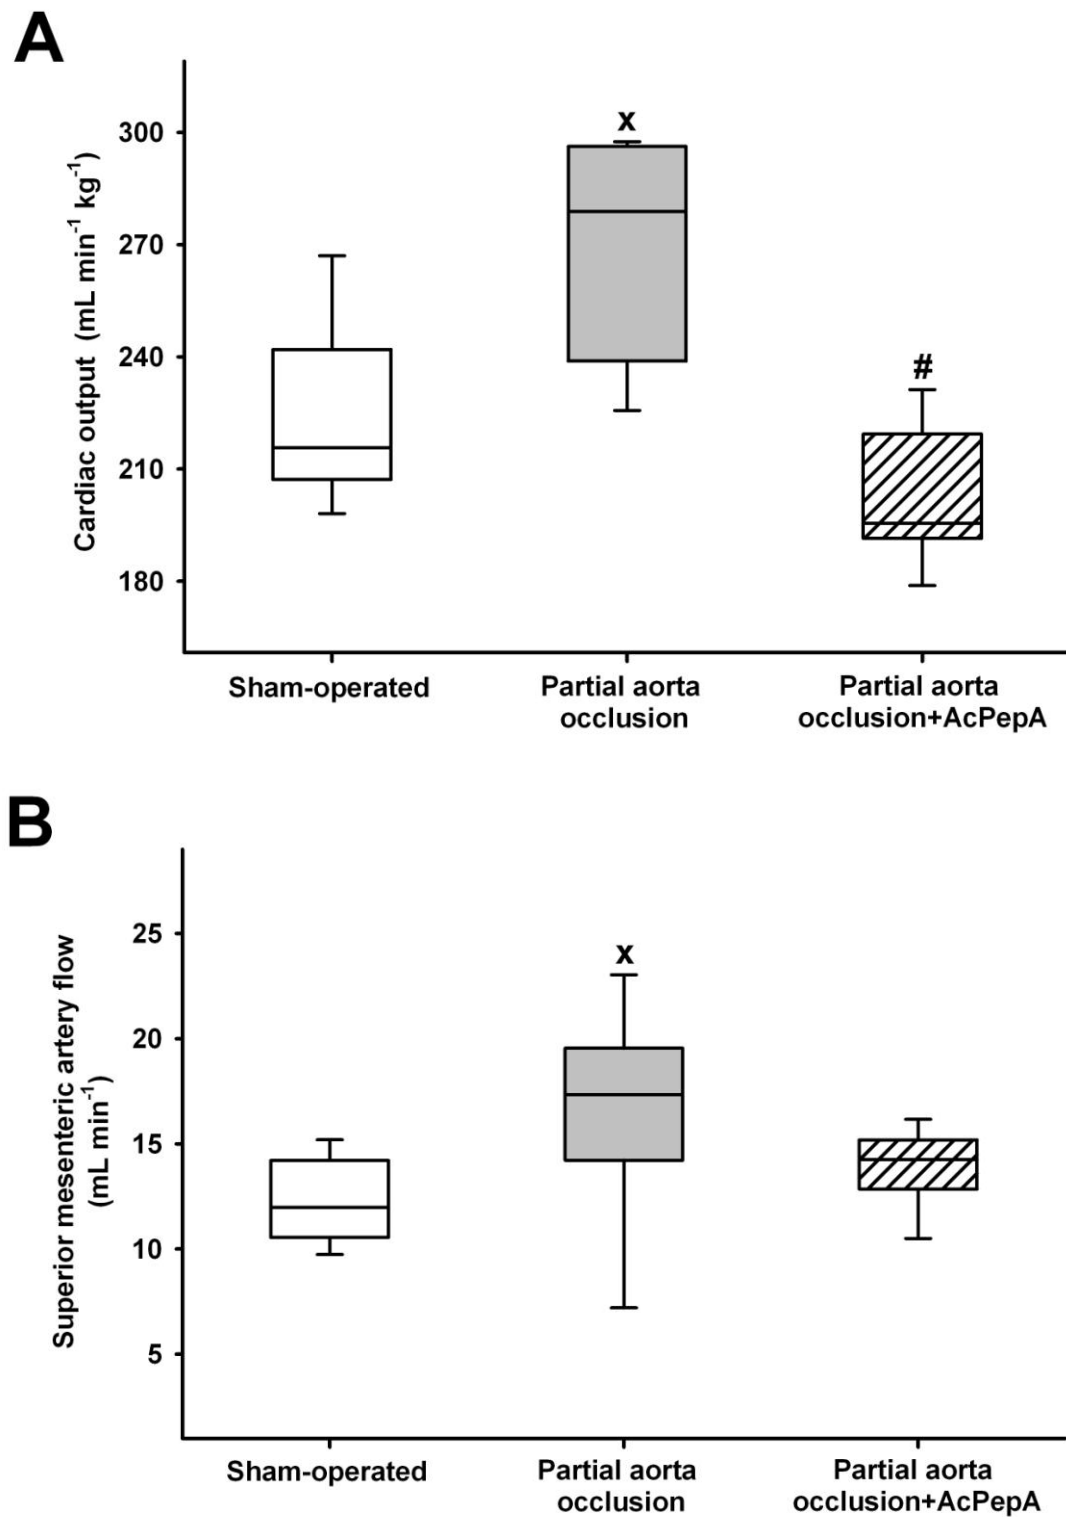 A
Cardiac output (mL min⁻¹ kg⁻¹)
300
270
240
210
180
x
#
Sham-operated
Partial aorta
occlusion
Partial aorta
occlusion+AcPepA
B
Superior mesenteric artery flow
(mL min⁻¹)
25
20
15
10
5
x
Sham-operated
Partial aorta
occlusion
Partial aorta
occlusion+AcPepA